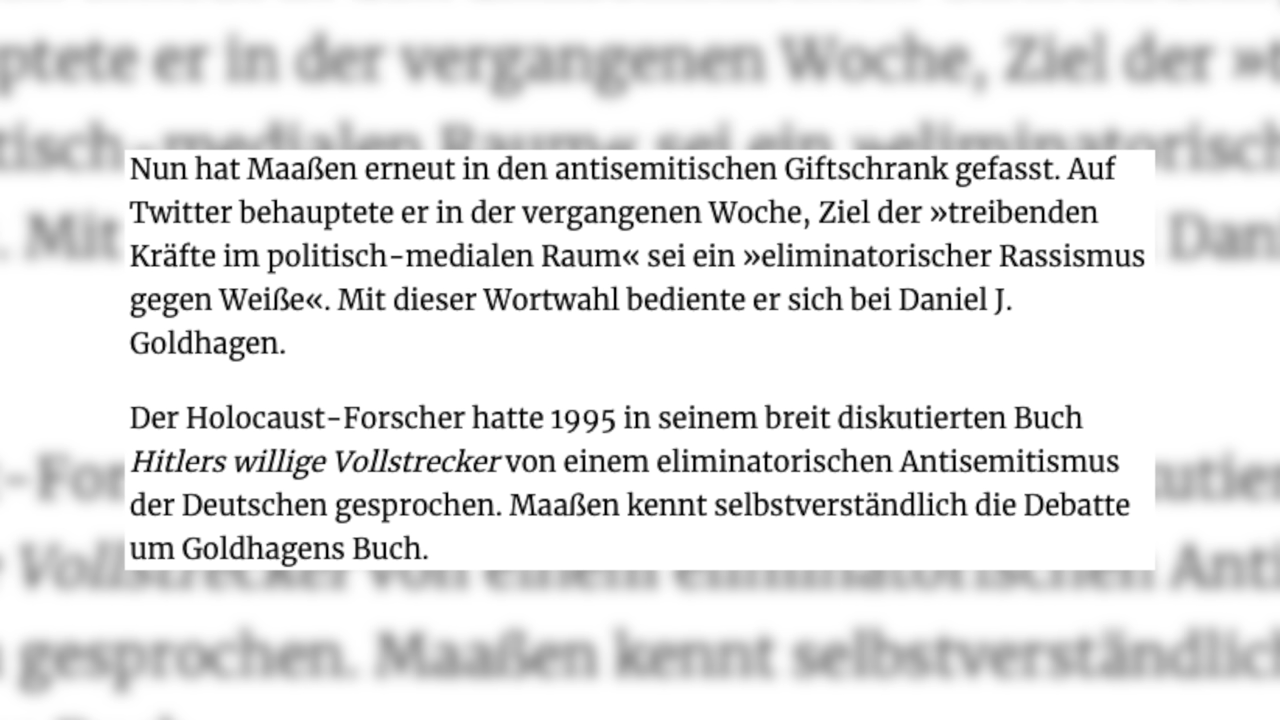 Nun hat Maaßen erneut in den antisemitischen Giftschrank gefasst. Auf
Twitter behauptete er in der vergangenen Woche, Ziel der »treibenden
Kräfte im politisch-medialen Raum« sei ein »eliminatorischer Rassismus
gegen Weiße«. Mit dieser Wortwahl bediente er sich bei Daniel J.
Goldhagen.
Der Holocaust-Forscher hatte 1995 in seinem breit diskutierten Buch
Hitlers willige Vollstrecker von einem eliminatorischen Antisemitismus
der Deutschen gesprochen. Maaßen kennt selbstverständlich die Debatte
um Goldhagens Buch.